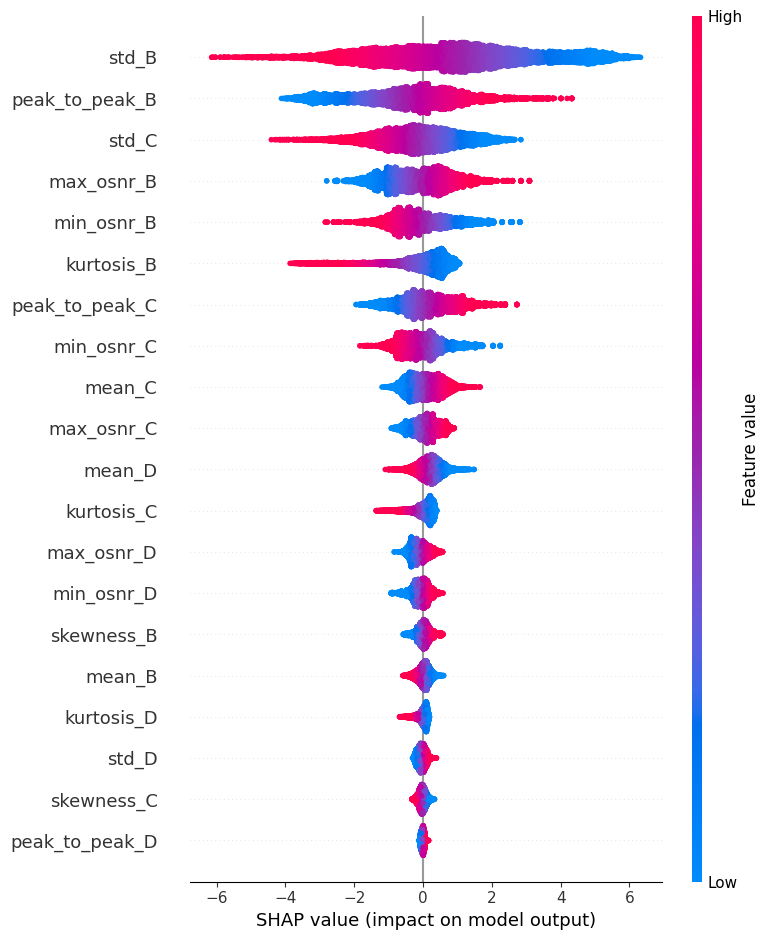 High
std_B
peak_to_peak_B
std_C
max_osnr_B
min_osnr_B
kurtosis_B
peak_to_peak_C
min_osnr_C
mean_C
max_osnr_C
mean_D
kurtosis_C
max_osnr_D
min_osnr_D
skewness_B
mean_B
kurtosis_D
std_D
skewness_C
peak_to_peak_D
Feature value
Low
−6 −4 −2 0 2 4 6
SHAP value (impact on model output)